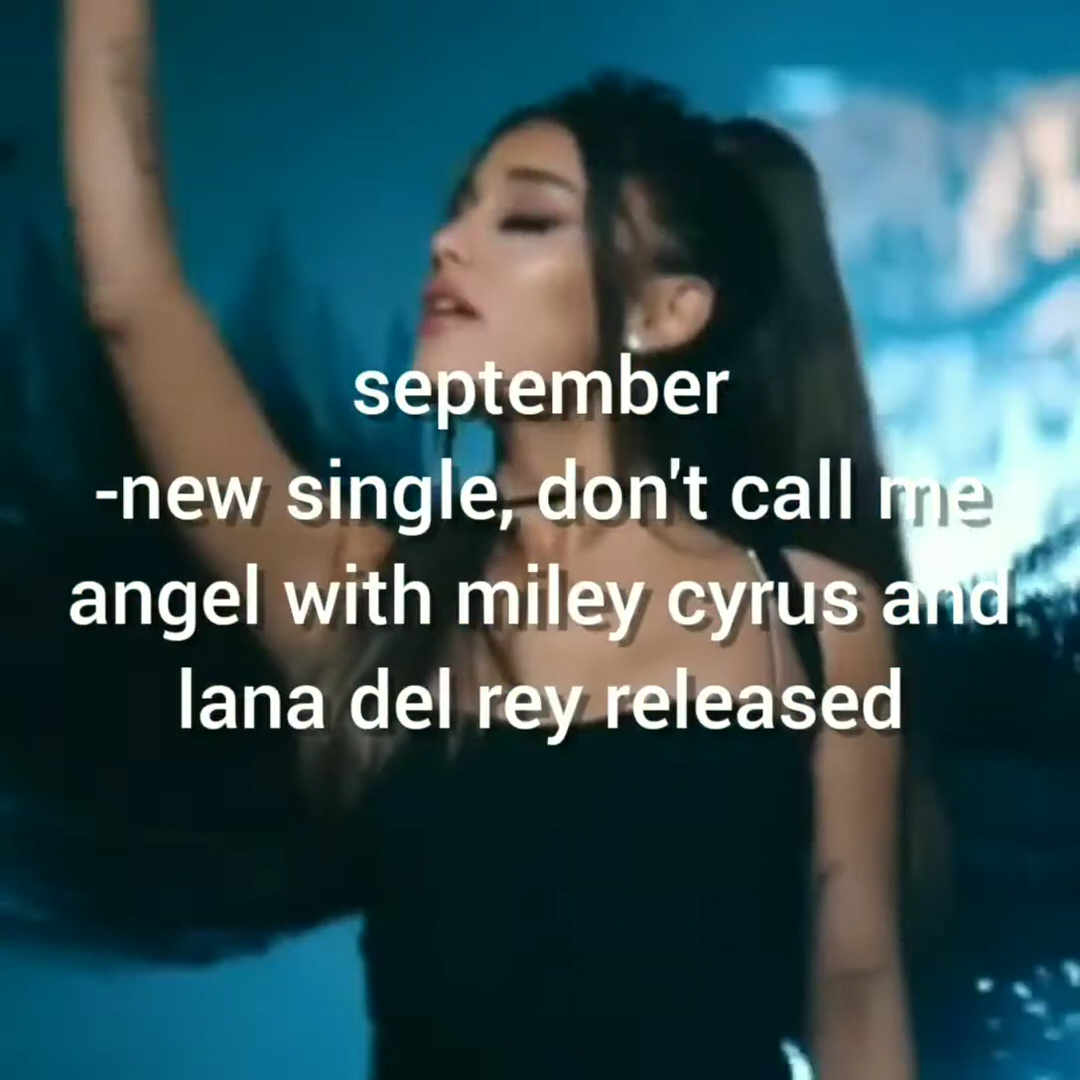 september
-new single, don't call me
angel with miley cyrus and
lana del rey released